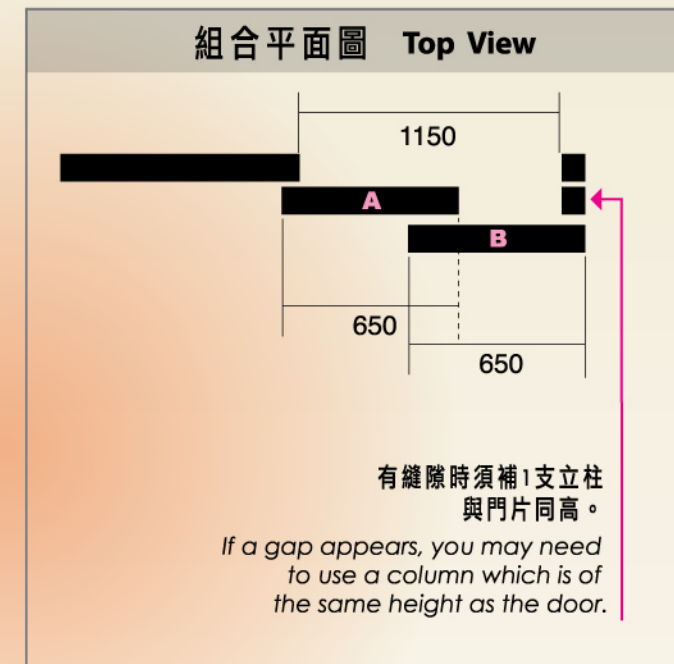 組合平面圖 Top View
1150
A
B
650
650
有縫隙時須補1支立柱
與門片同高。
If a gap appears, you may need
to use a column which is of
the same height as the door.